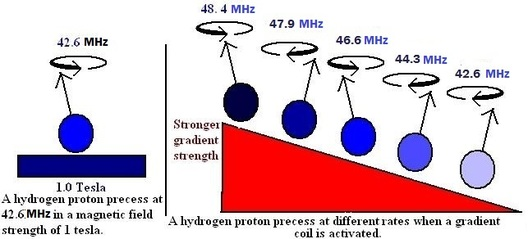 42.6 MHz
1.0 Tesla
A hydrogen proton precess at
42.6MHz in a magnetic field
strength of 1 tesla.
48. 4 MHz
47.9 MHz
46.6 MHz
44.3 MHz
42.6 MHz
Stronger
gradient
strength
A hydrogen proton precess at different rates when a gradient
coil is activated.